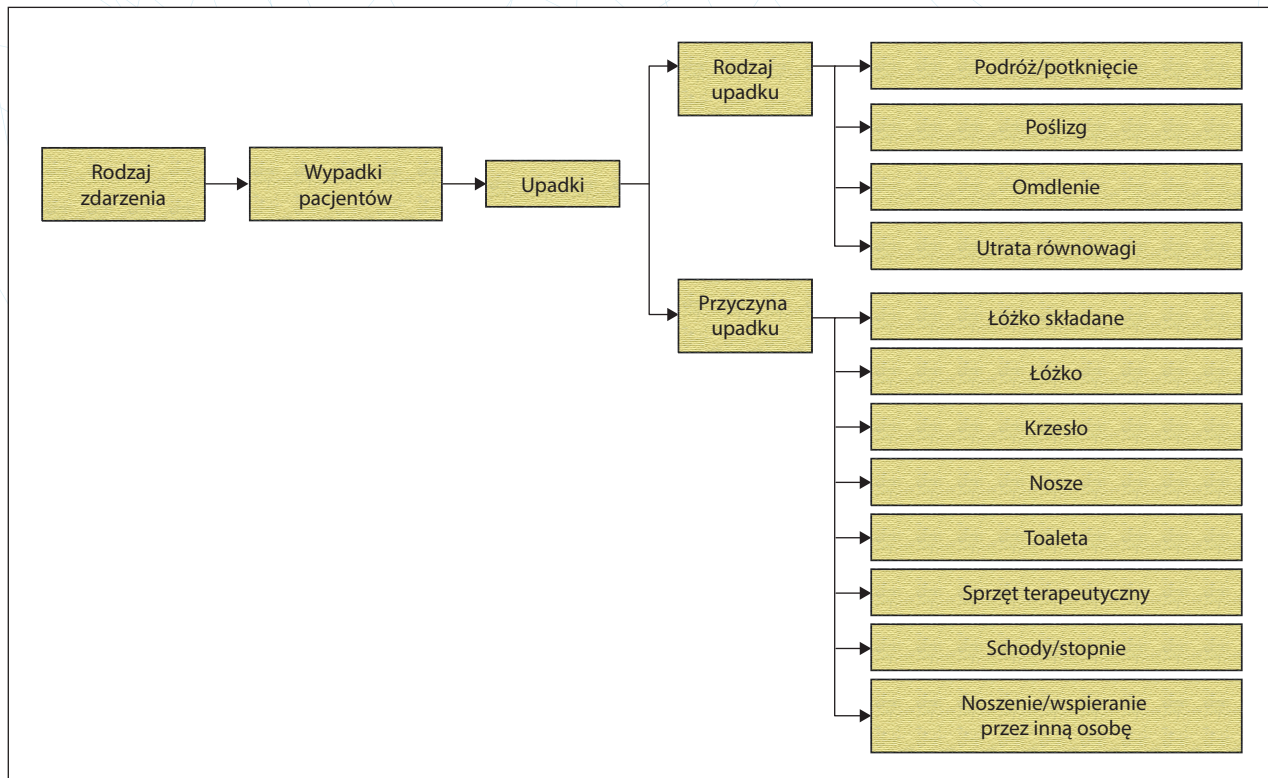 Rodzaj
zdarzenia
Wypadki
pacjentów
Upadki
Rodzaj
upadku
Podróż/potknięcie
Poślizg
Omdlenie
Utrata równowagi
Przyczyna
upadku
Łóżko składane
Łóżko
Krzesło
Nosze
Toaleta
Sprzęt terapeutyczny
Schody/stopnie
Noszenie/wspieranie
przez inną osobę